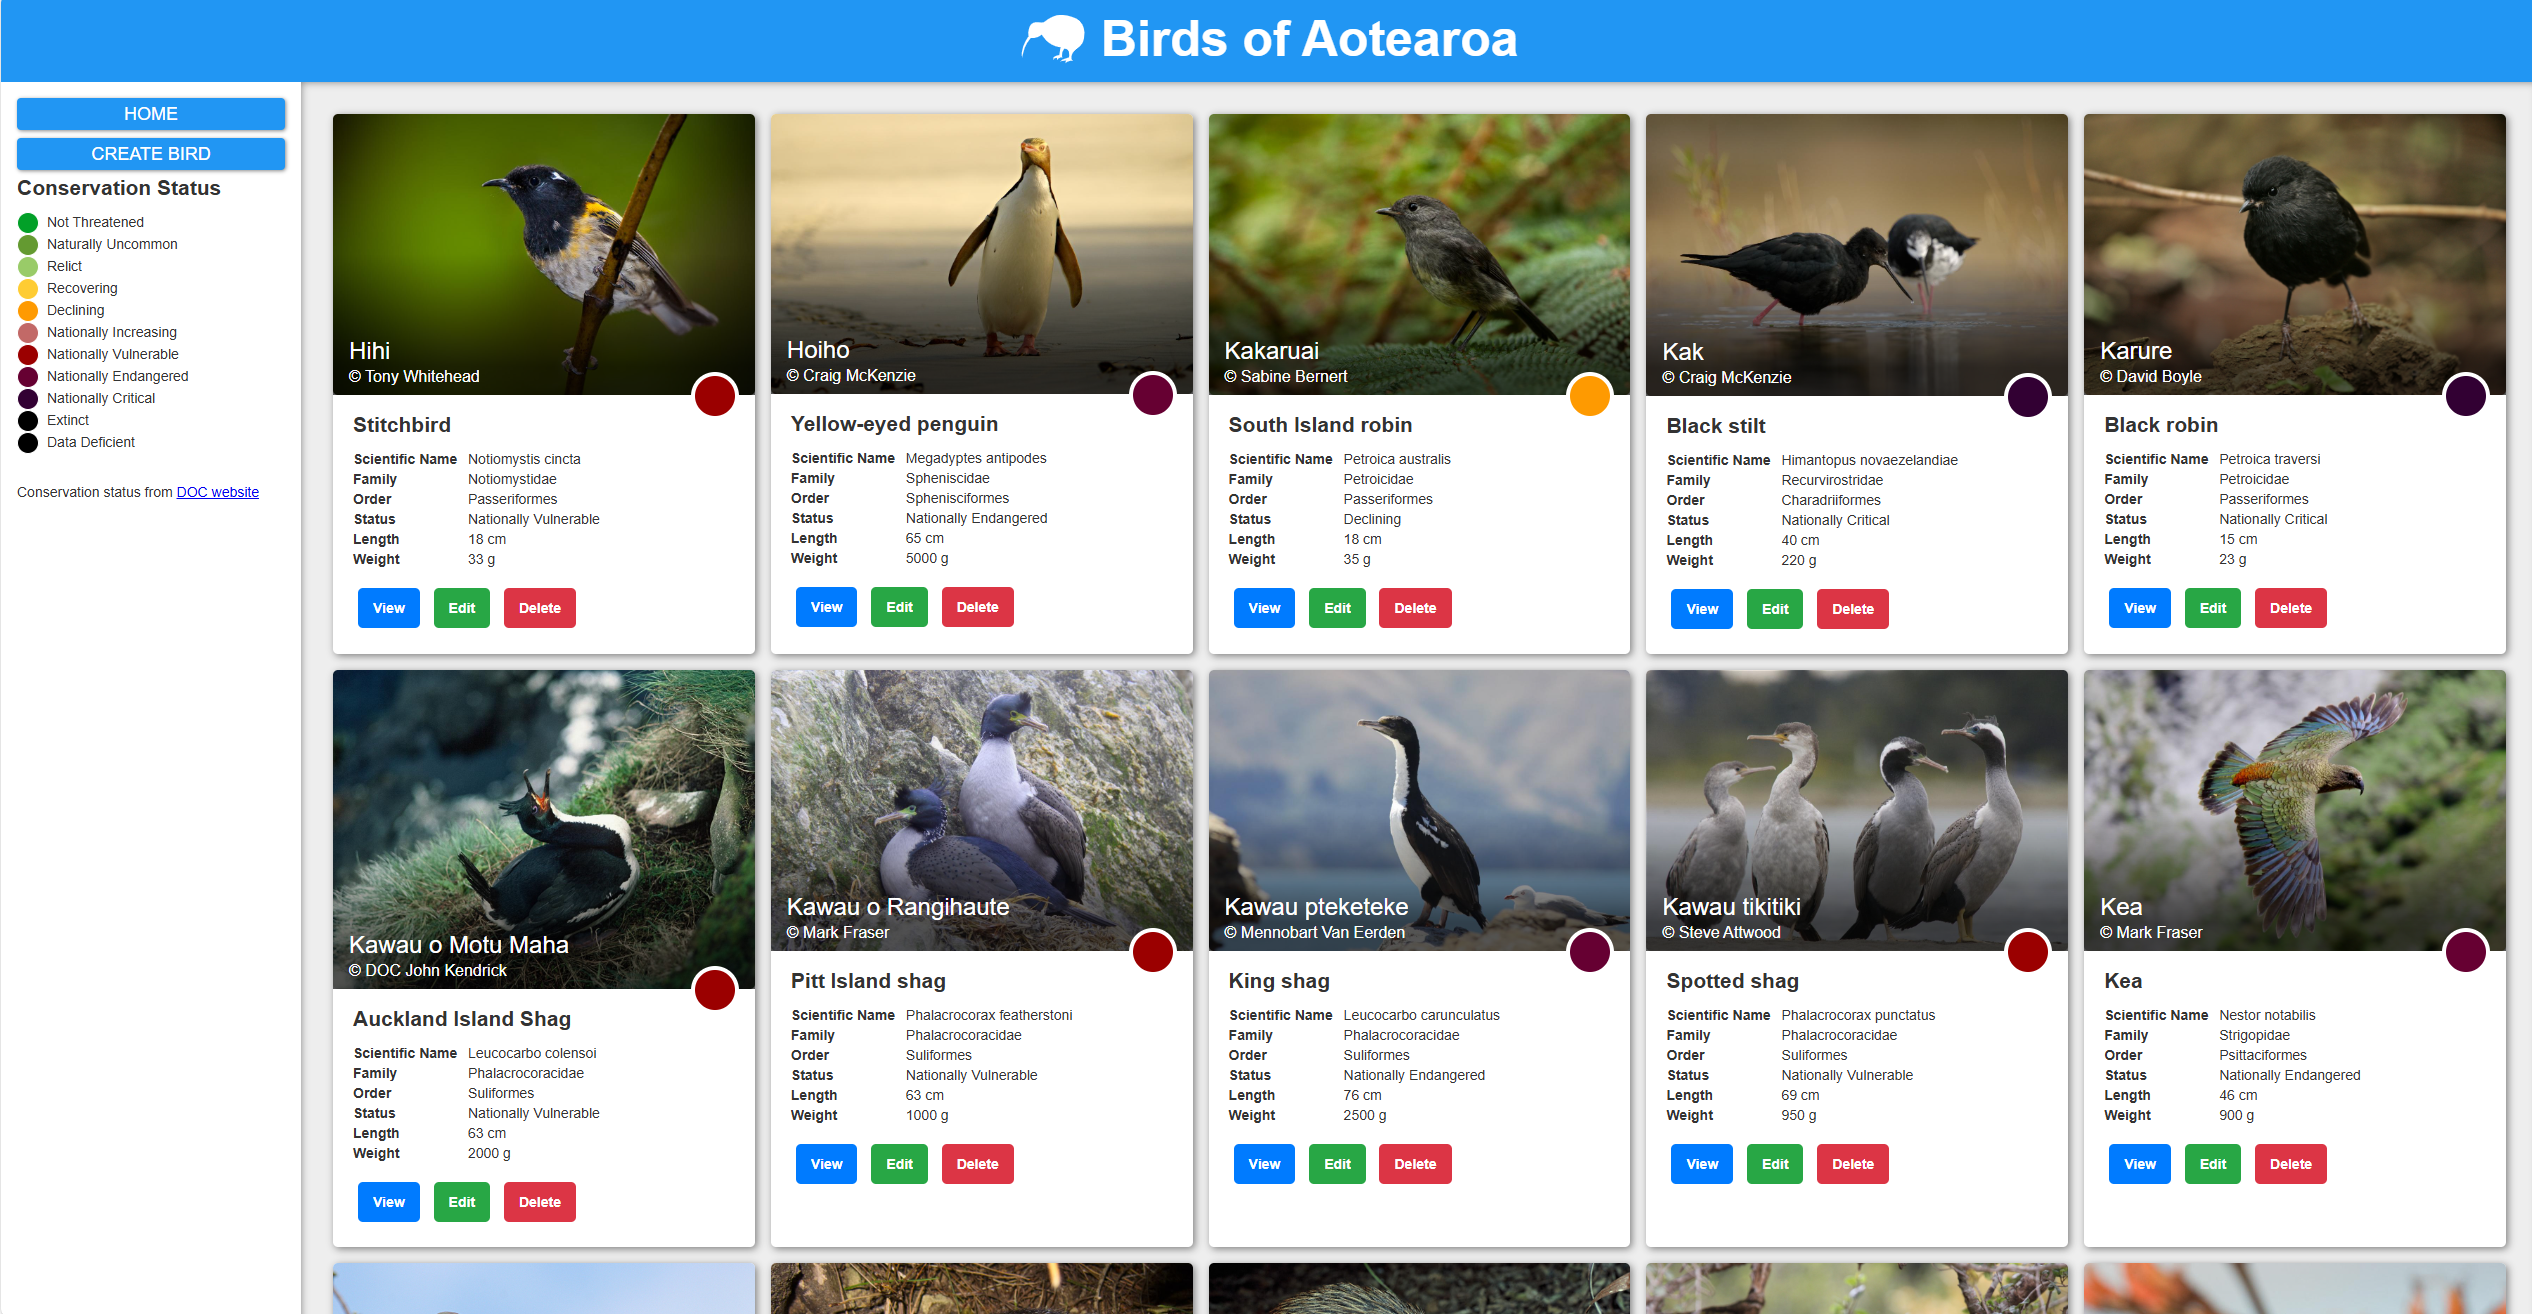 Birds of Aotearoa
HOME
CREATE BIRD
Conservation Status
Not Threatened
Naturally Uncommon
Relict
Recovering
Declining
Nationally Increasing
Nationally Vulnerable
Nationally Endangered
Nationally Critical
Extinct
Data Deficient
Conservation status from DOC website
Hihi
© Tony Whitehead
Stitchbird
Scientific Name Notiomystis cincta
Family Notiomystidae
Order Passeriformes
Status Nationally Vulnerable
Length 18 cm
Weight 33 g
View Edit Delete
Hoiho
© Craig McKenzie
Yellow-eyed penguin
Scientific Name Megadyptes antipodes
Family Spheniscidae
Order Sphenisciformes
Status Nationally Endangered
Length 65 cm
Weight 5000 g
View Edit Delete
Kakaruai
© Sabine Bernert
South Island robin
Scientific Name Petroica australis
Family Petroicidae
Order Passeriformes
Status Declining
Length 18 cm
Weight 35 g
View Edit Delete
Kak
© Craig McKenzie
Black stilt
Scientific Name Himantopus novaezelandiae
Family Recurvirostridae
Order Charadriiformes
Status Nationally Critical
Length 40 cm
Weight 220 g
View Edit Delete
Karure
© David Boyle
Black robin
Scientific Name Petroica traversi
Family Petroicidae
Order Passeriformes
Status Nationally Critical
Length 15 cm
Weight 23 g
View Edit Delete
Kawau o Motu Maha
© DOC John Kendrick
Auckland Island Shag
Scientific Name Leucocarbo colensoi
Family Phalacrocoracidae
Order Suliformes
Status Nationally Vulnerable
Length 63 cm
Weight 2000 g
View Edit Delete
Kawau o Rangihaute
© Mark Fraser
Pitt Island shag
Scientific Name Phalacrocorax featherstoni
Family Phalacrocoracidae
Order Suliformes
Status Nationally Vulnerable
Length 63 cm
Weight 1000 g
View Edit Delete
Kawau pteketeke
© Mennobart Van Eerden
King shag
Scientific Name Leucocarbo carunculatus
Family Phalacrocoracidae
Order Suliformes
Status Nationally Endangered
Length 76 cm
Weight 2500 g
View Edit Delete
Kawau tikitiki
© Steve Attwood
Spotted shag
Scientific Name Phalacrocorax punctatus
Family Phalacrocoracidae
Order Suliformes
Status Nationally Vulnerable
Length 69 cm
Weight 950 g
View Edit Delete
Kea
© Mark Fraser
Kea
Scientific Name Nestor notabilis
Family Strigopidae
Order Psittaciformes
Status Nationally Endangered
Length 46 cm
Weight 900 g
View Edit Delete